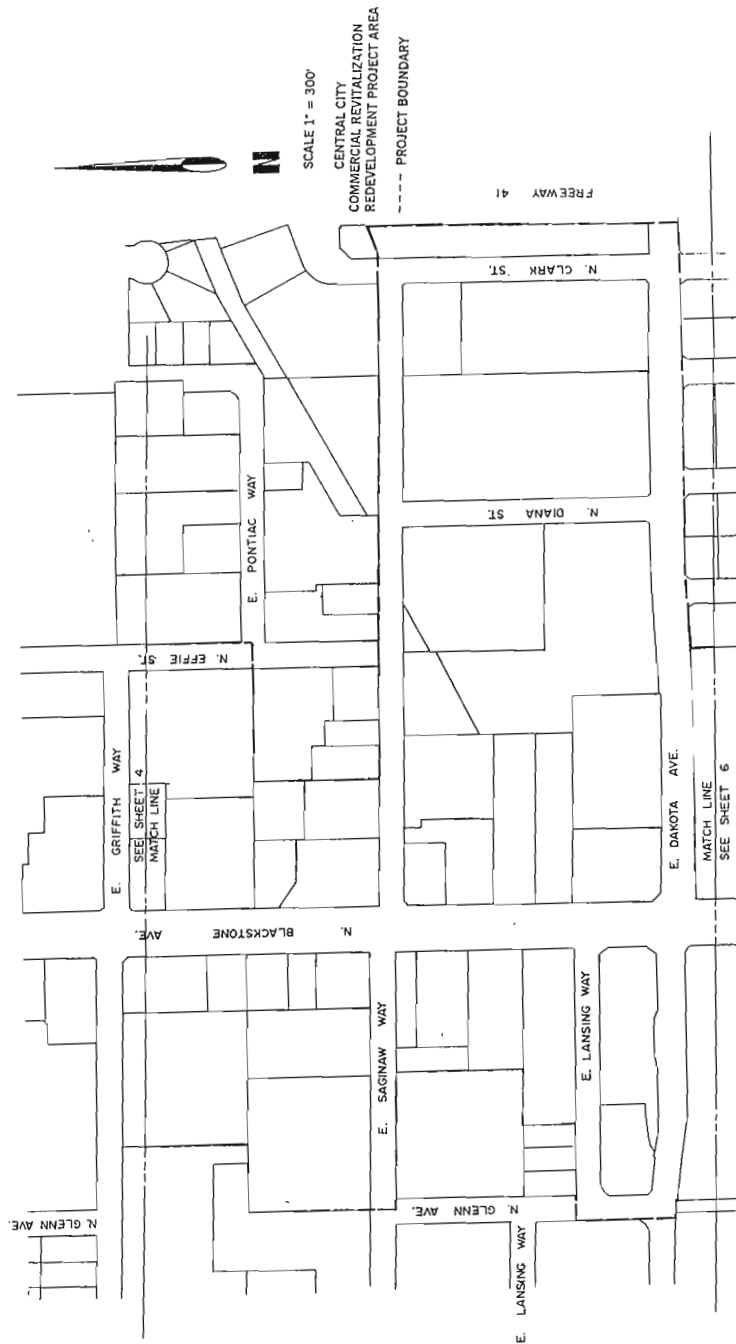 N
SCALE 1" = 300'
CENTRAL CITY
COMMERCIAL REVITALIZATION
REDEVELOPMENT PROJECT AREA
---- PROJECT BOUNDARY
FREEWAY 41
N. CLARK ST.
N. DIANA ST.
E. PONTIAC WAY
N. EFFIE ST.
E. GRIFFITH WAY
SEE SHEET 4
MATCH LINE
E. DAKOTA AVE.
MATCH LINE
SEE SHEET 6
N. BLACKSTONE AVE.
E. SAGINAW WAY
E. LANSING WAY
N. GLENN AVE.
N. GLENN AVE.
E. LANSING WAY